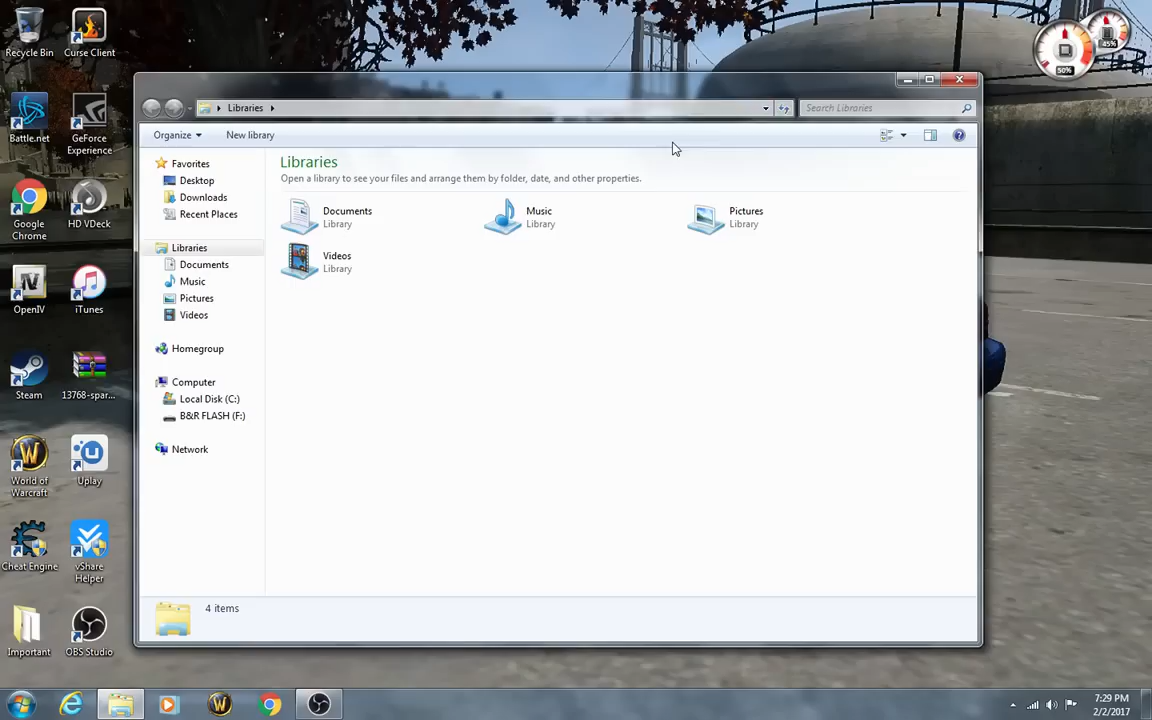 Recycle Bin
Curse Client
Battle.net
GeForce
Experience
Google
Chrome
HD VDeck
OpenIV
iTunes
Steam
13768-spar...
World of
Warcraft
Uplay
Cheat Engine
vShare
Helper
Important
OBS Studio
50%
45%
Libraries
Search Libraries
Organize
New library
Favorites
Desktop
Downloads
Recent Places
Libraries
Documents
Music
Pictures
Videos
Homegroup
Computer
Local Disk (C:)
B&R FLASH (F:)
Network
Libraries
Open a library to see your files and arrange them by folder, date, and other properties.
Documents
Library
Music
Library
Pictures
Library
Videos
Library
4 items
7:29 PM
2/2/2017